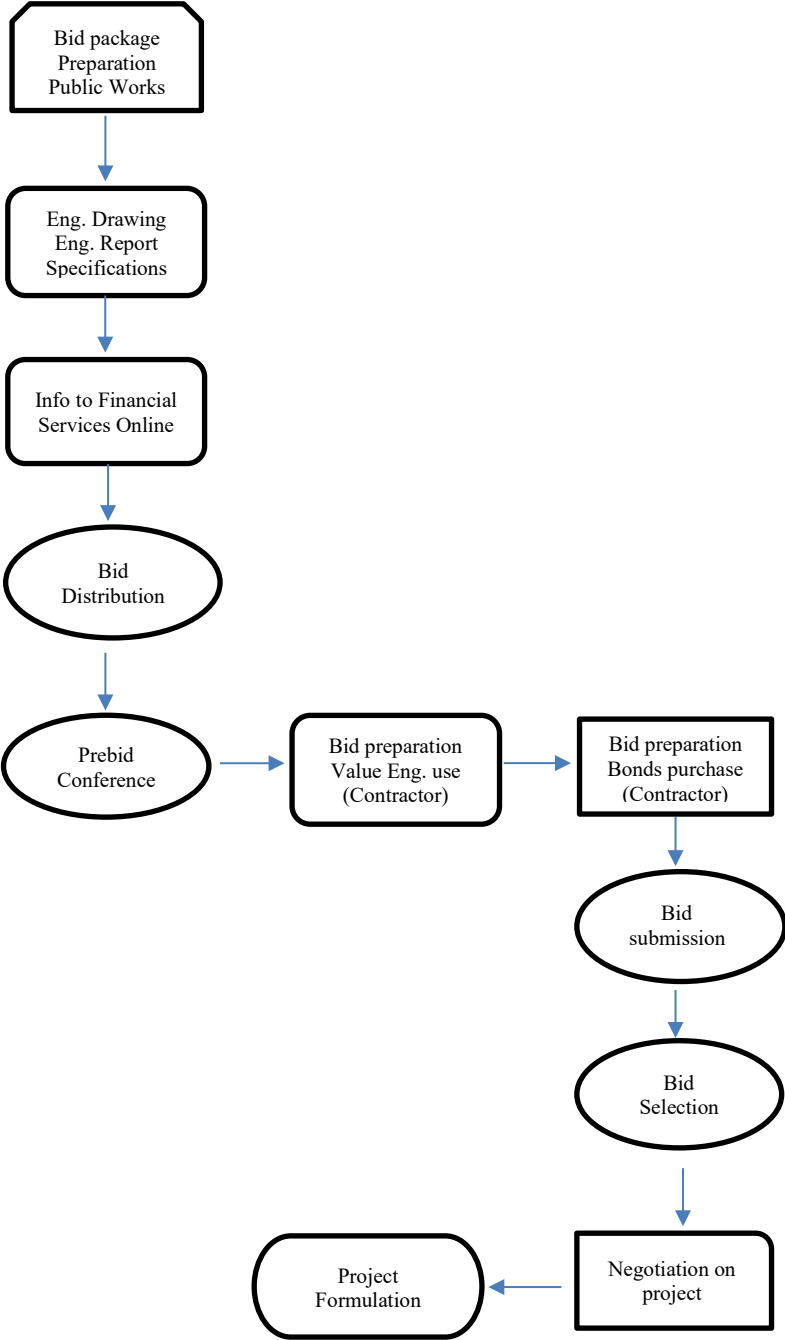 Bid package
Preparation
Public Works
Eng. Drawing
Eng. Report
Specifications
Info to Financial
Services Online
Bid
Distribution
Prebid
Conference
Bid preparation
Value Eng. use
(Contractor)
Bid preparation
Bonds purchase
(Contractor)
Bid
submission
Bid
Selection
Negotiation on
project
Project
Formulation